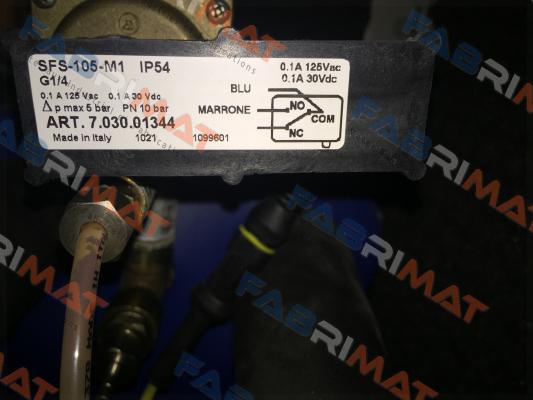 SFS-105-M1 IP54
G1/4
0.1 A 125 Vac 0.1 A 30 Vdc
Δ p max 5 bar PN 10 bar
ART. 7.030.01344
Made in Italy 1021 1099601
0.1A 125Vac
0.1A 30Vdc
BLU
MARRONE
NO
COM
NC
FABRIMAT
FABRIMAT
FABRIMAT
FABRIMAT
FABRIMAT
FABRIMAT